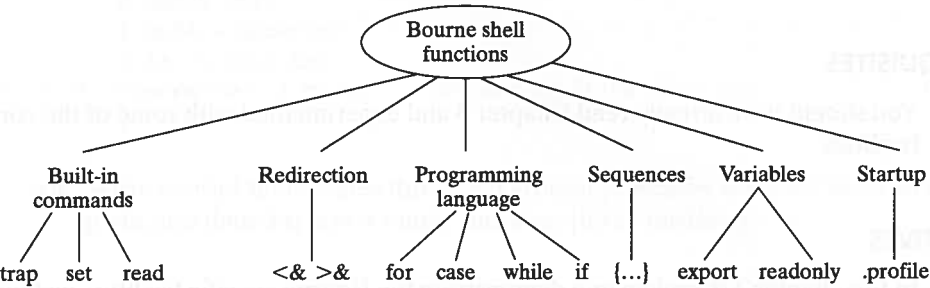 Bourne shell
functions
Built-in
commands
Redirection
Programming
language
Sequences
Variables
Startup
trap set read
<& >&
for case while if
{...}
export readonly
.profile